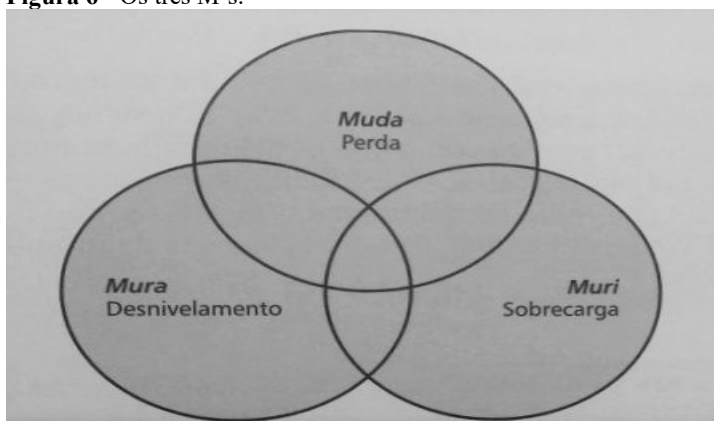 Figura 6 - Os três M's.
Muda
Perda
Mura
Desnivelamento
Muri
Sobrecarga